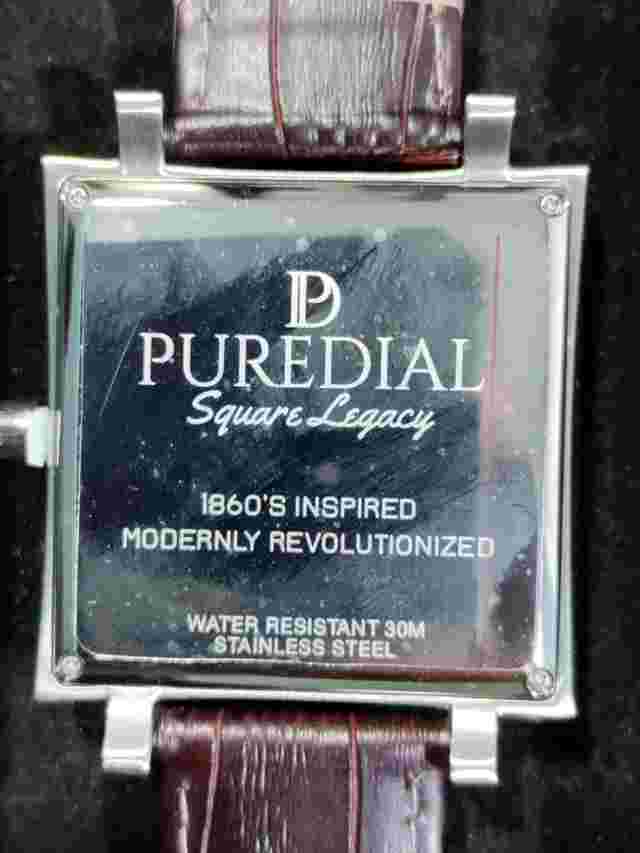 PD
PUREDIAL
Square Legacy
1860'S INSPIRED
MODERNLY REVOLUTIONIZED
WATER RESISTANT 30M
STAINLESS STEEL